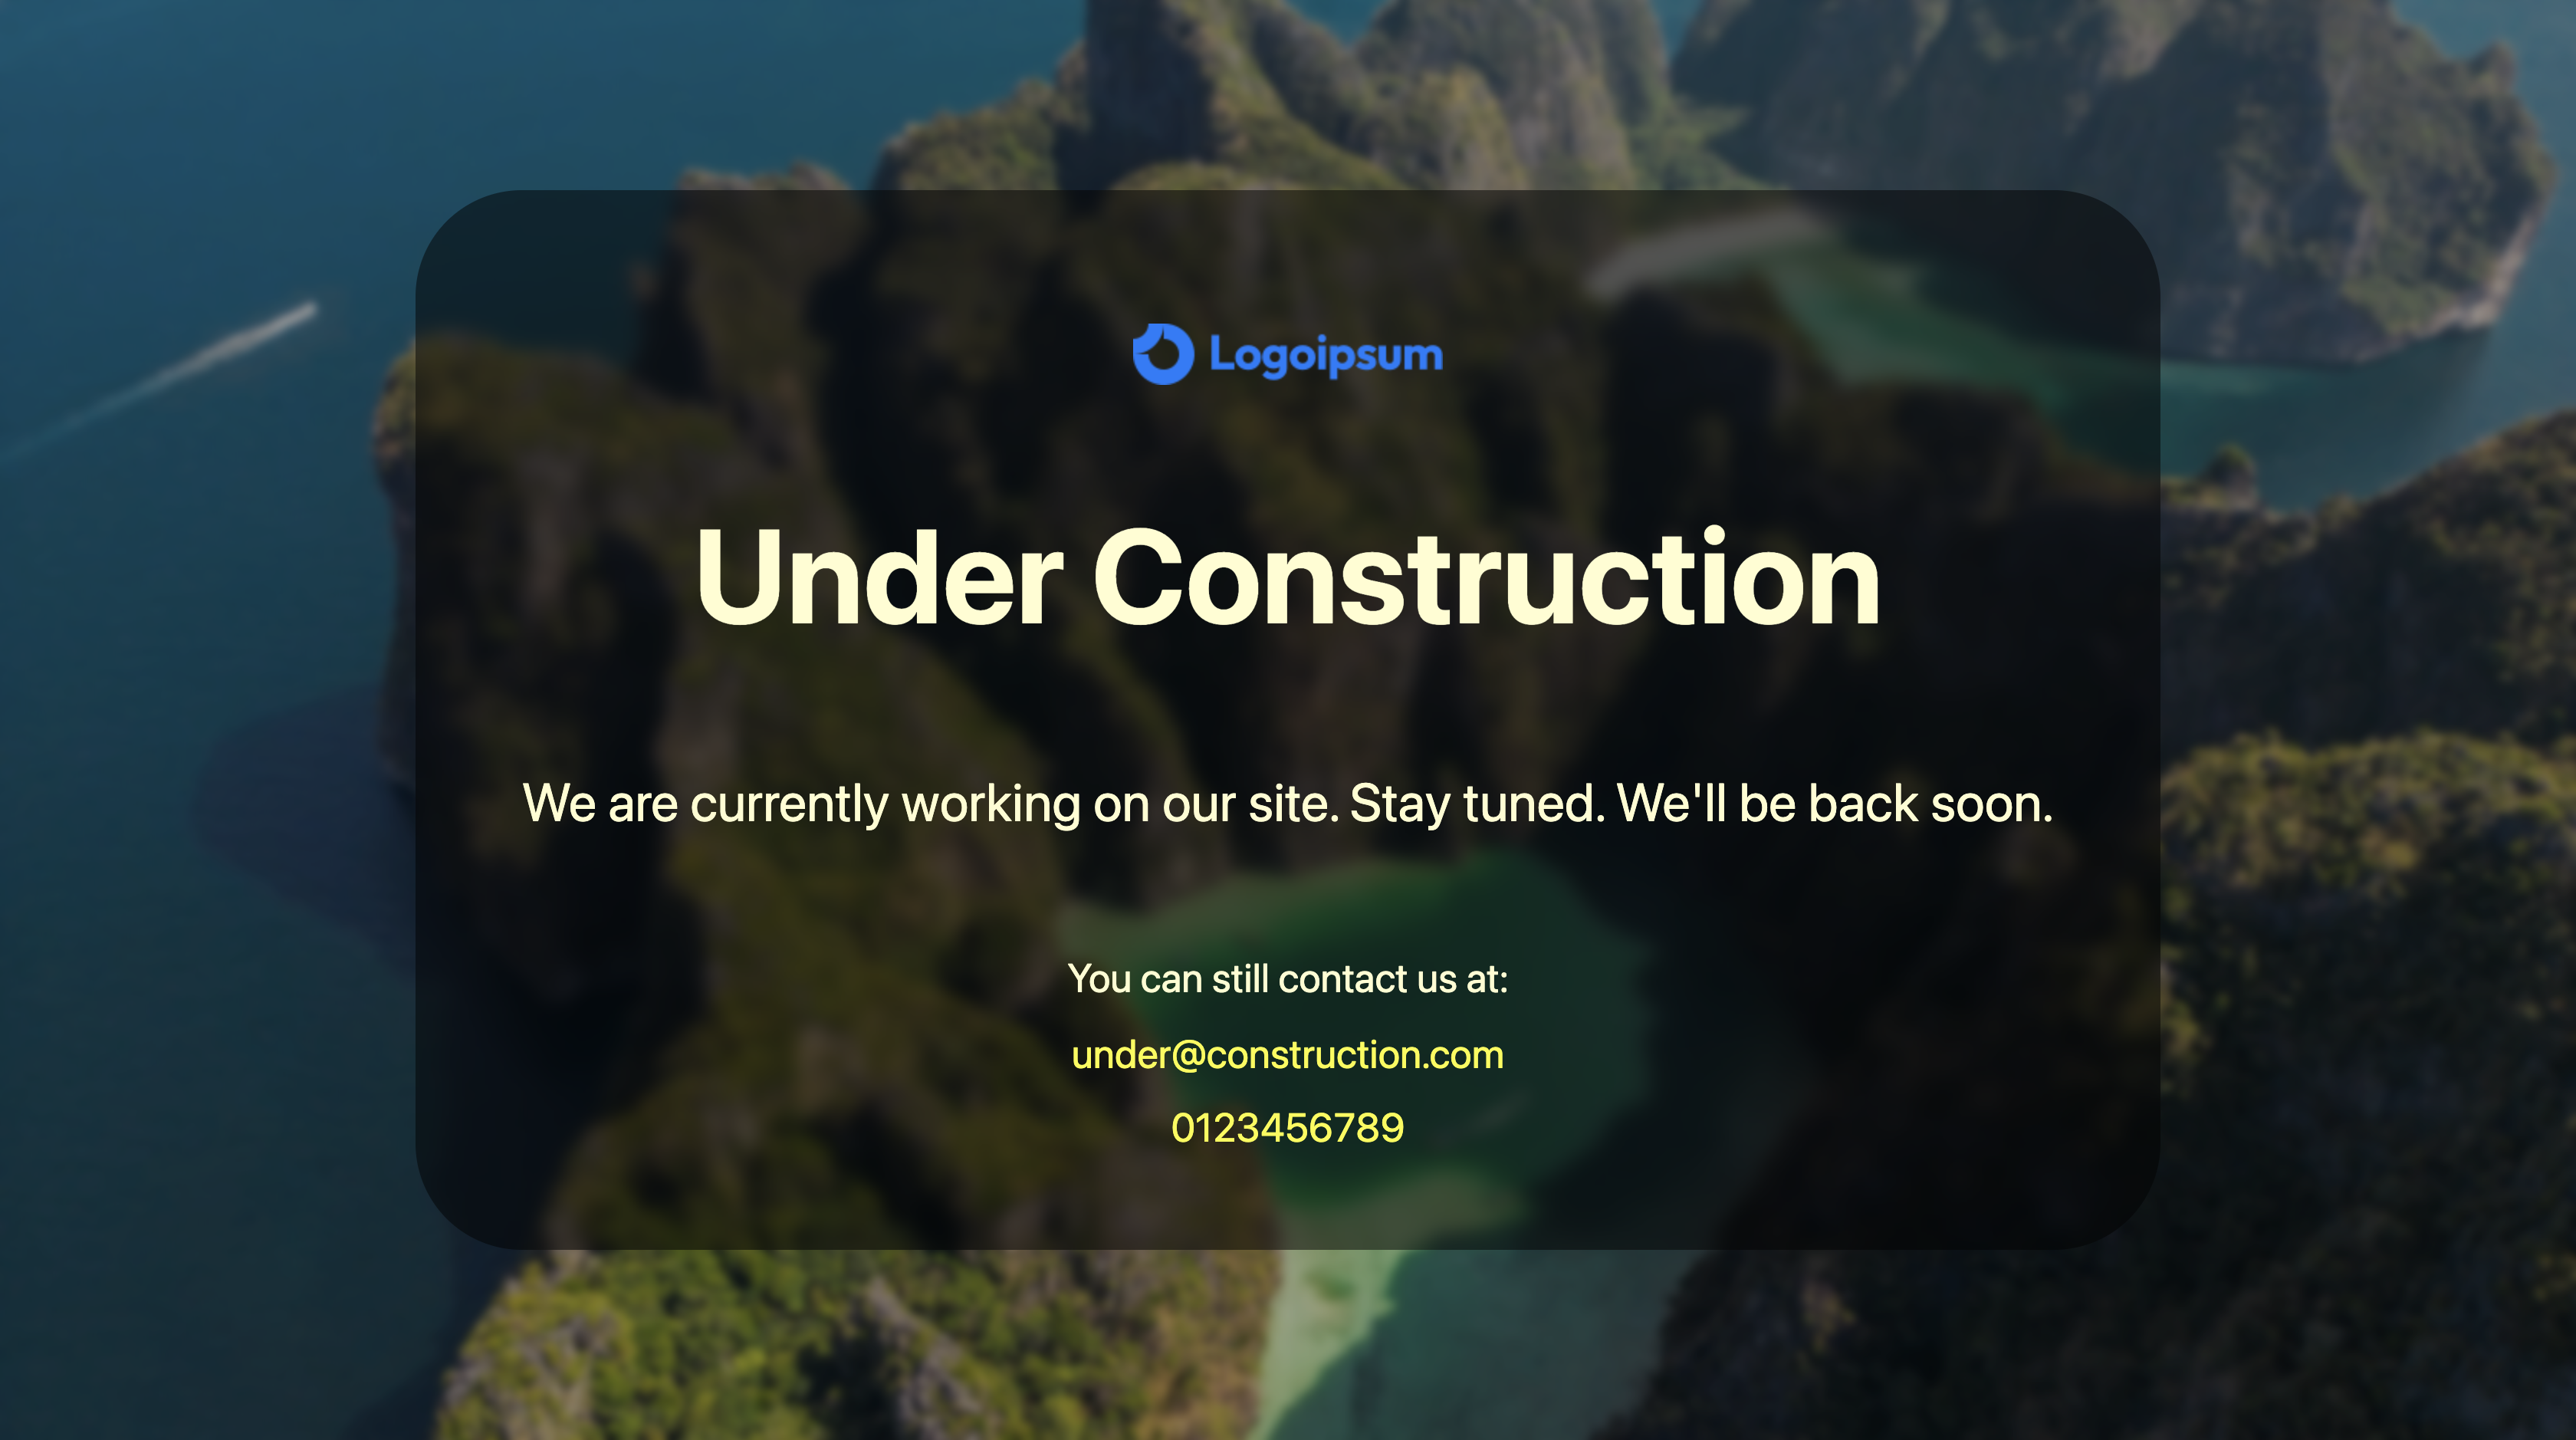 Logoipsum
Under Construction
We are currently working on our site. Stay tuned. We'll be back soon.
You can still contact us at:
under@construction.com
0123456789